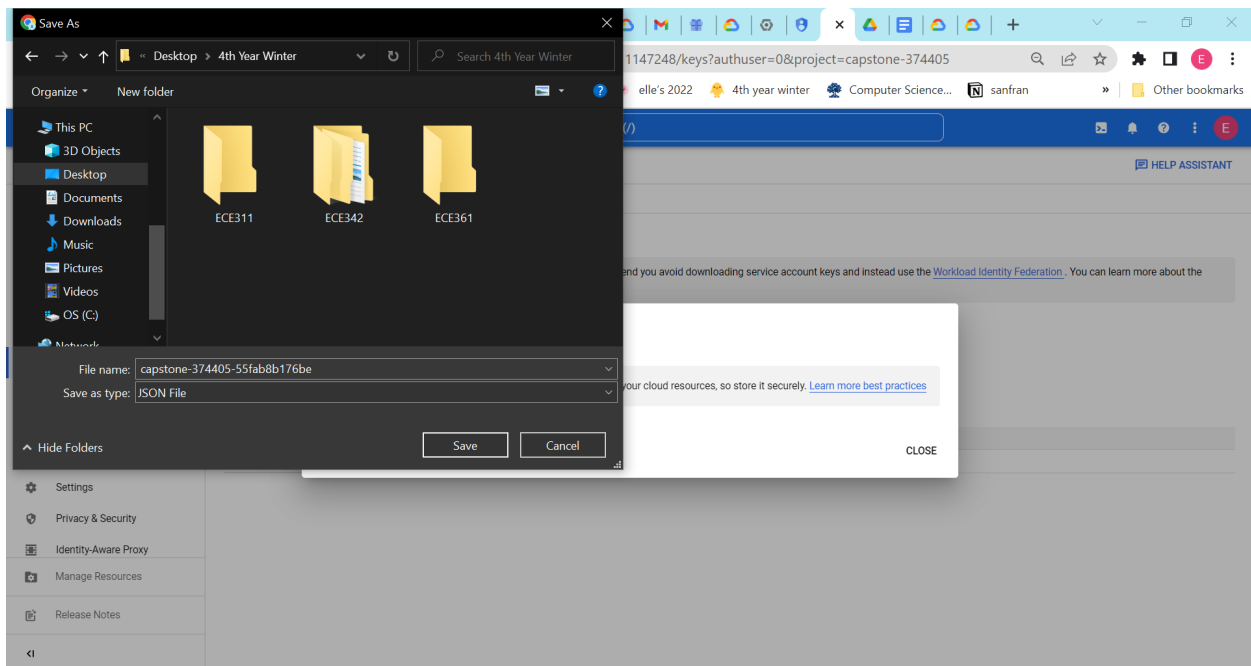 Save As
« Desktop > 4th Year Winter
Search 4th Year Winter
Organize
New folder
This PC
3D Objects
Desktop
Documents
Downloads
Music
Pictures
Videos
OS (C:)
Network
ECE311
ECE342
ECE361
File name: capstone-374405-55fab8b176be
Save as type: JSON File
Hide Folders
Save
Cancel
1147248/keys?authuser=0&project=capstone-374405
E
elle's 2022
4th year winter
Computer Science...
sanfran
»
Other bookmarks
(/)
E
HELP ASSISTANT
end you avoid downloading service account keys and instead use the Workload Identity Federation . You can learn more about the
your cloud resources, so store it securely. Learn more best practices
CLOSE
Settings
Privacy & Security
Identity-Aware Proxy
Manage Resources
Release Notes